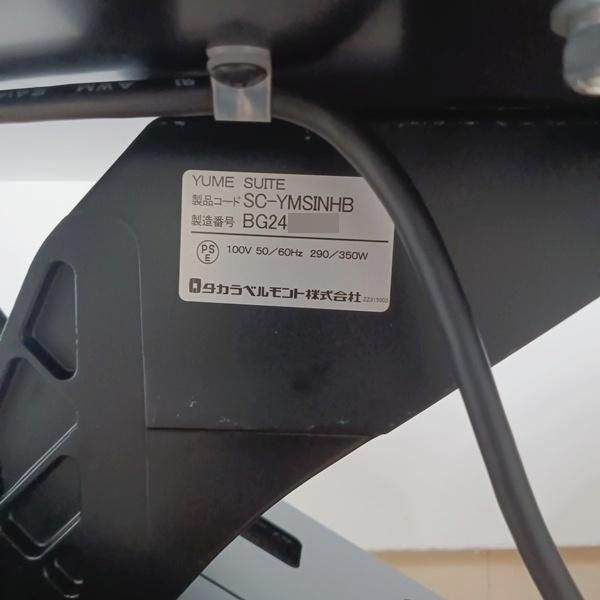 AWM
YUME SUITE
製品コード SC-YMSINHB
製造番号 BG24
PS
E
100V 50/60Hz 290/350W
タカラベルモント株式会社